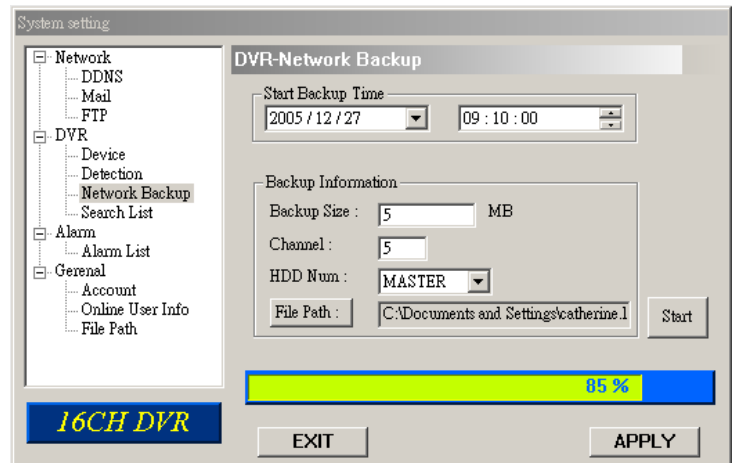 System setting
Network
DDNS
Mail
FTP
DVR
Device
Detection
Network Backup
Search List
Alarm
Alarm List
Gerenal
Account
Online User Info
File Path
16CH DVR
DVR-Network Backup
Start Backup Time
2005 / 12 / 27 09 : 10 : 00
Backup Information
Backup Size : 5 MB
Channel : 5
HDD Num : MASTER
File Path : C:\Documents and Settings\catherine.l
Start
85 %
EXIT APPLY